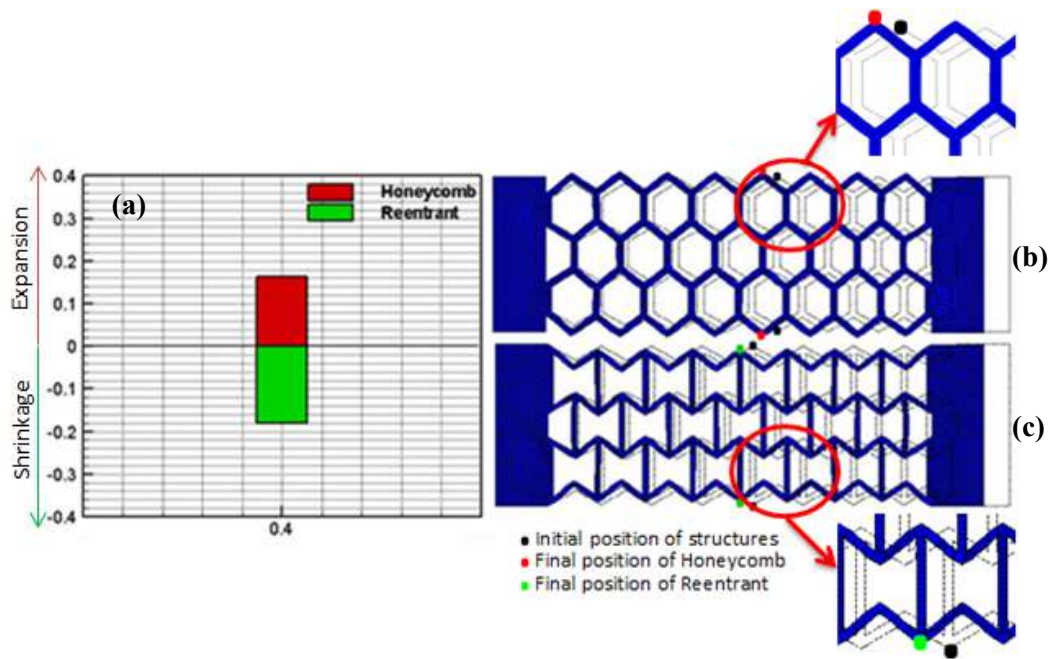 (a)
Honeycomb
Reentrant
0.4
0.3
0.2
0.1
0
-0.1
-0.2
-0.3
-0.4
0.4
Expansion
Shrinkage
(b)
(c)
Initial position of structures
Final position of Honeycomb
Final position of Reentrant